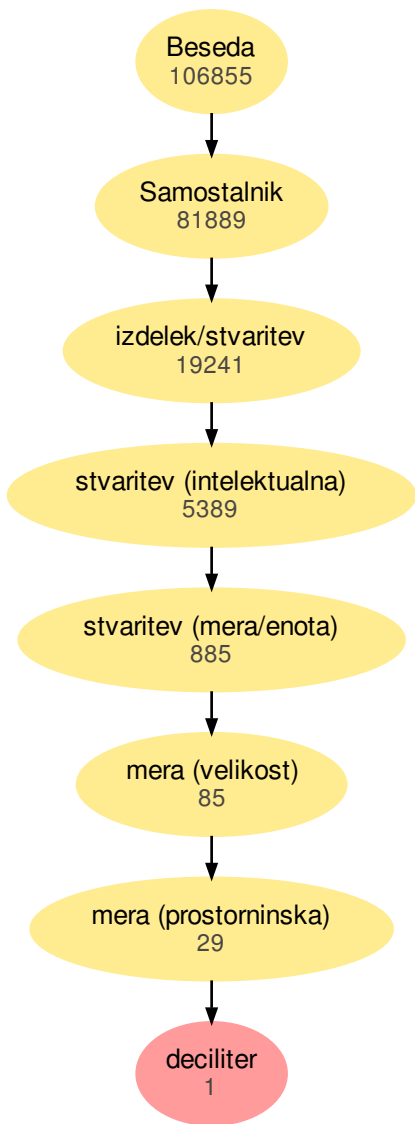 Beseda
106855
Samostalnik
81889
izdelek/stvaritev
19241
stvaritev (intelektualna)
5389
stvaritev (mera/enota)
885
mera (velikost)
85
mera (prostorninska)
29
deciliter
1